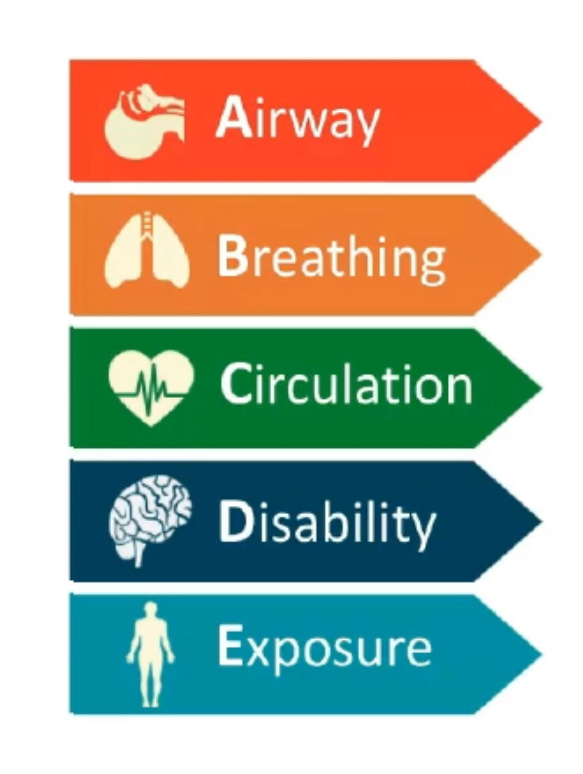 Airway
Breathing
Circulation
Disability
Exposure